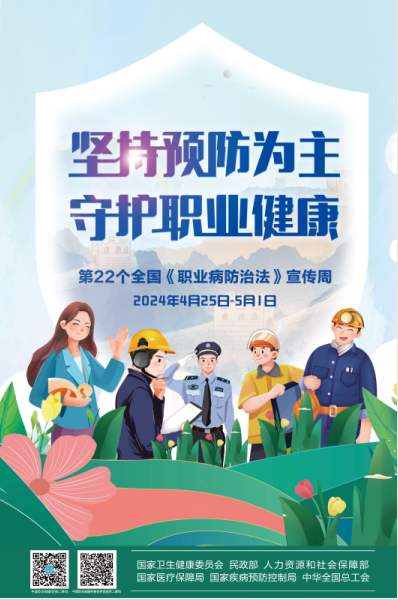 坚持预防为主
守护职业健康
第22个全国《职业病防治法》宣传周
2024年4月25日-5月1日
国家卫生健康委员会 民政部 人力资源和社会保障部
国家医疗保障局 国家疾病预防控制局 中华全国总工会